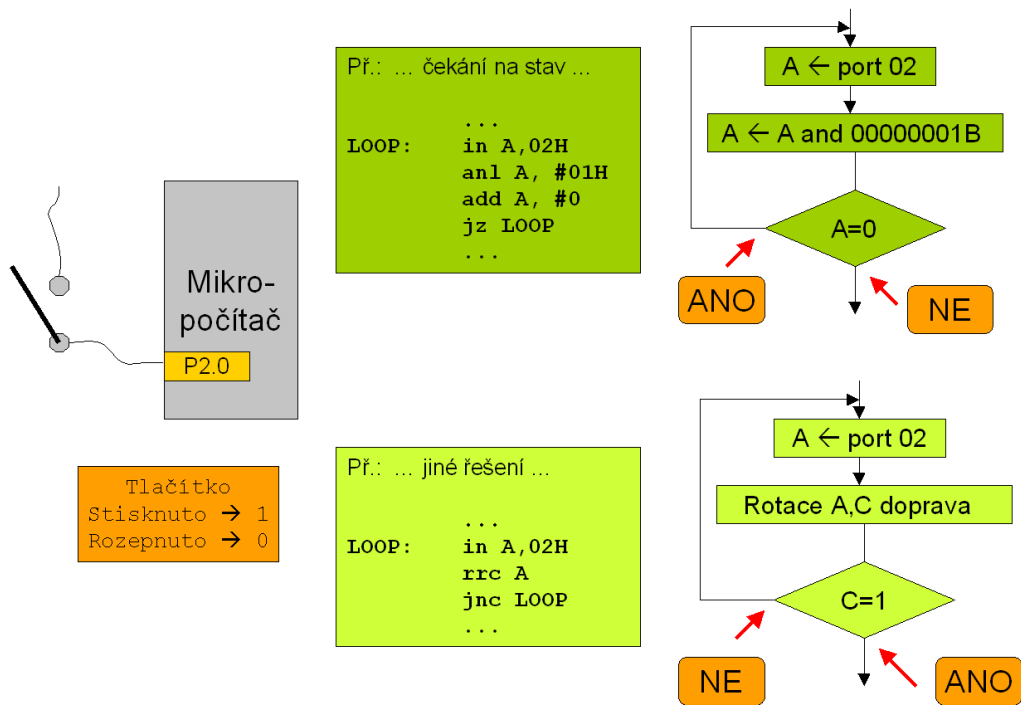 Př.: ... čekání na stav ...
...
LOOP: in A,02H
anl A, #01H
add A, #0
jz LOOP
...
A ← port 02
A ← A and 00000001B
A=0
ANO
NE
Mikro-
počítač
P2.0
Tlačítko
Stisknuto → 1
Rozepnuto → 0
Př.: ... jiné řešení ...
...
LOOP: in A,02H
rrc A
jnc LOOP
...
A ← port 02
Rotace A,C doprava
C=1
NE
ANO